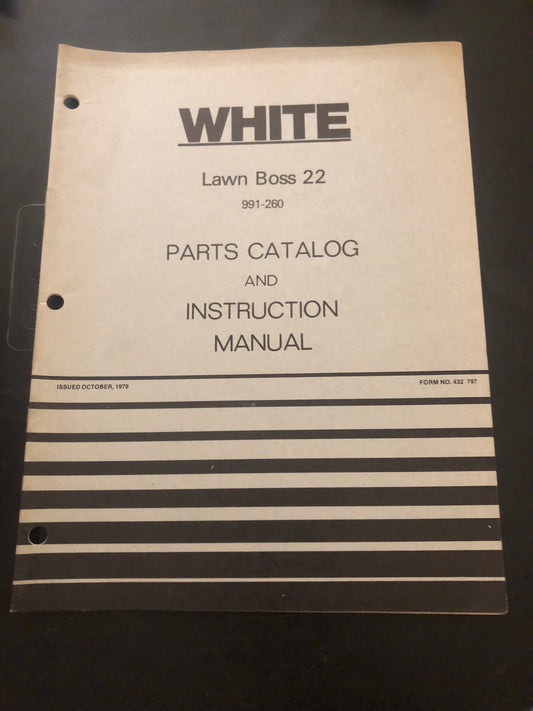 WHITE
Lawn Boss 22
991-260
PARTS CATALOG
AND
INSTRUCTION
MANUAL
ISSUED OCTOBER, 1979 FORM NO. 432 797